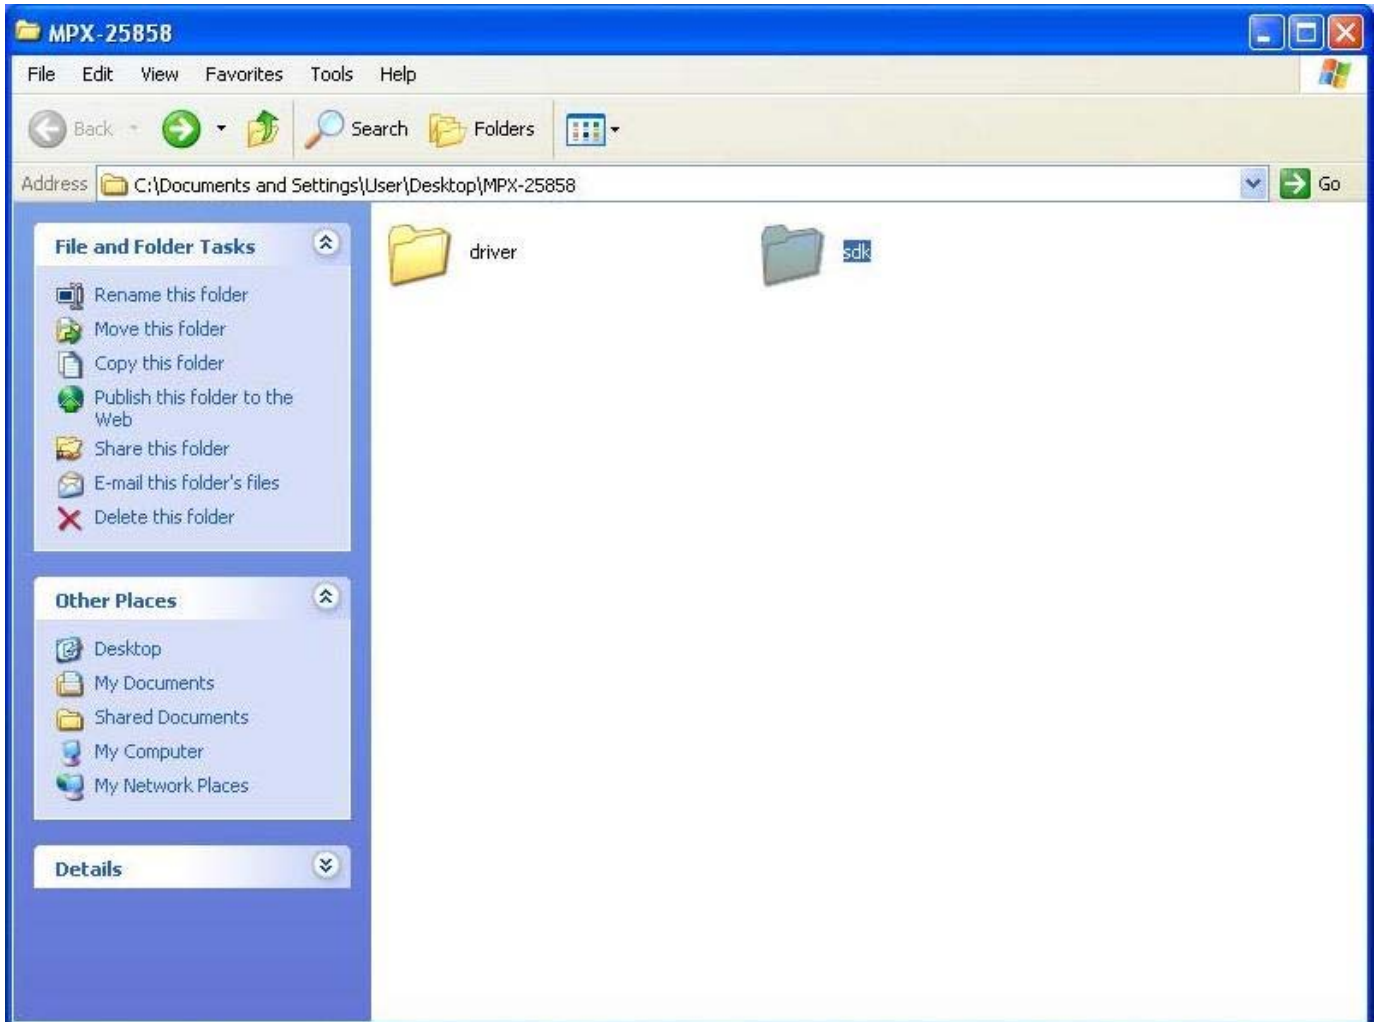 MPX-25858
File Edit View Favorites Tools Help
Back Search Folders
Address C:\Documents and Settings\User\Desktop\MPX-25858 Go
File and Folder Tasks
Rename this folder
Move this folder
Copy this folder
Publish this folder to the
Web
Share this folder
E-mail this folder's files
Delete this folder
Other Places
Desktop
My Documents
Shared Documents
My Computer
My Network Places
Details
driver sdk